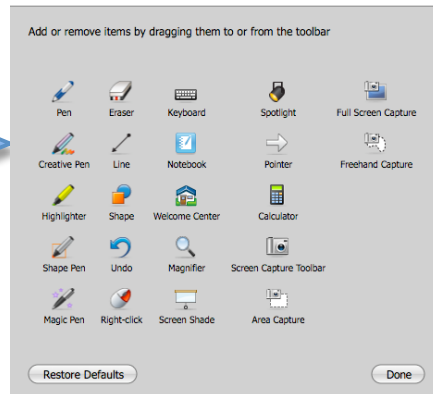 Add or remove items by dragging them to or from the toolbar
Pen Eraser Keyboard Spotlight Full Screen Capture
Creative Pen Line Notebook Pointer Freehand Capture
Highlighter Shape Welcome Center Calculator
Shape Pen Undo Magnifier Screen Capture Toolbar
Magic Pen Right-click Screen Shade Area Capture
Restore Defaults Done